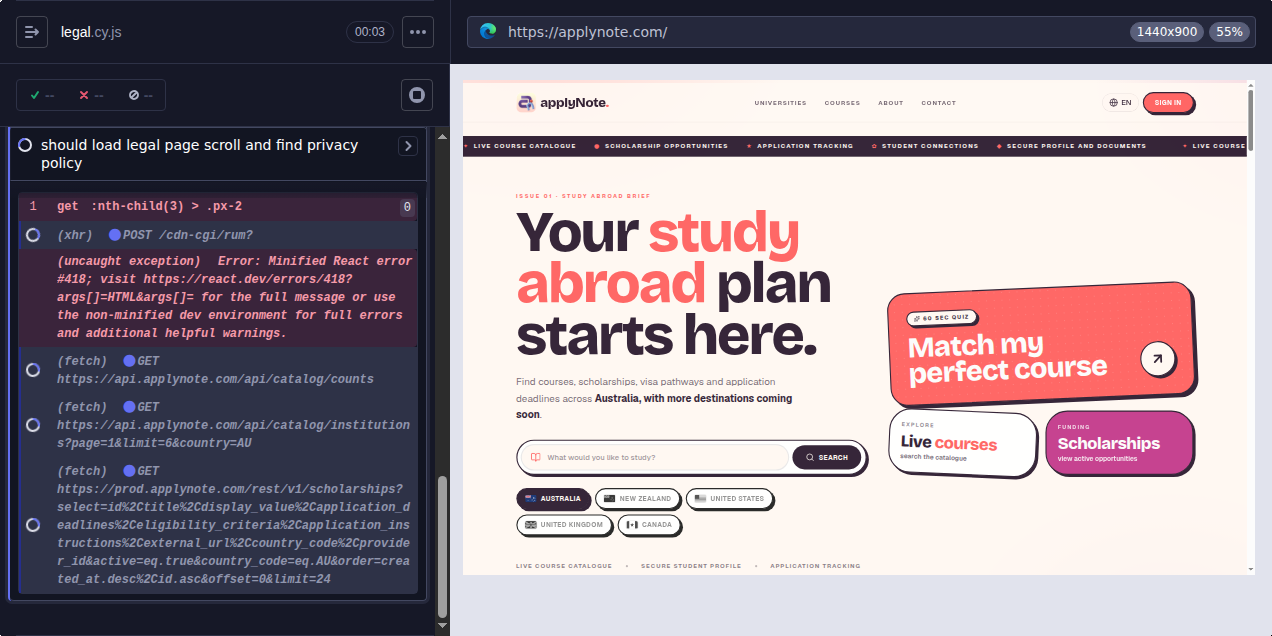 legal.cy.js
00:03
--
--
--
should load legal page scroll and find privacy
policy
1 get :nth-child(3) > .px-2 0
(xhr) POST /cdn-cgi/rum?
(uncaught exception) Error: Minified React error
#418; visit https://react.dev/errors/418?
args[]=HTML&args[]= for the full message or use
the non-minified dev environment for full errors
and additional helpful warnings.
(fetch) GET
https://api.applynote.com/api/catalog/counts
(fetch) GET
https://api.applynote.com/api/catalog/institution
s?page=1&limit=6&country=AU
(fetch) GET
https://prod.applynote.com/rest/v1/scholarships?
select=id%2Ctitle%2Cdisplay_value%2Capplication_d
eadlines%2Celigibility_criteria%2Capplication_ins
tructions%2Cexternal_url%2Ccountry_code%2Cprovide
r_id&active=eq.true&country_code=eq.AU&order=crea
ted_at.desc%2Cid.asc&offset=0&limit=24
https://applynote.com/
1440x900
55%
applyNote.
UNIVERSITIES COURSES ABOUT CONTACT
EN
SIGN IN
LIVE COURSE CATALOGUE SCHOLARSHIP OPPORTUNITIES APPLICATION TRACKING STUDENT CONNECTIONS SECURE PROFILE AND DOCUMENTS LIVE COURSE
ISSUE 01 · STUDY ABROAD BRIEF
Your study
abroad plan
starts here.
Find courses, scholarships, visa pathways and application
deadlines across Australia, with more destinations coming
soon.
What would you like to study?
SEARCH
AUSTRALIA
NEW ZEALAND
UNITED STATES
UNITED KINGDOM
CANADA
LIVE COURSE CATALOGUE • SECURE STUDENT PROFILE • APPLICATION TRACKING
60 SEC QUIZ
Match my
perfect course
EXPLORE
Live courses
search the catalogue
FUNDING
Scholarships
view active opportunities